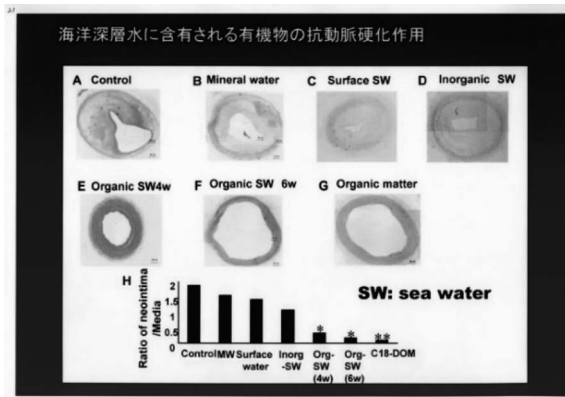 海洋深層水に含有される有機物の抗動脈硬化作用
A Control
B Mineral water
C Surface SW
D Inorganic SW
E Organic SW4w
F Organic SW 6w
G Organic matter
H
Ratio of neointima
/Media
2
1.5
1
0.5
0
SW: sea water
* * **
Control MW Surface water Inorg-SW Org-SW (4w) Org-SW (6w) C18-DOM